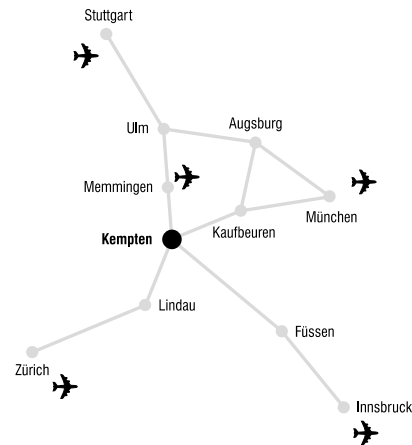 Stuttgart
Ulm
Augsburg
Memmingen
München
Kaufbeuren
Kempten
Lindau
Füssen
Zürich
Innsbruck